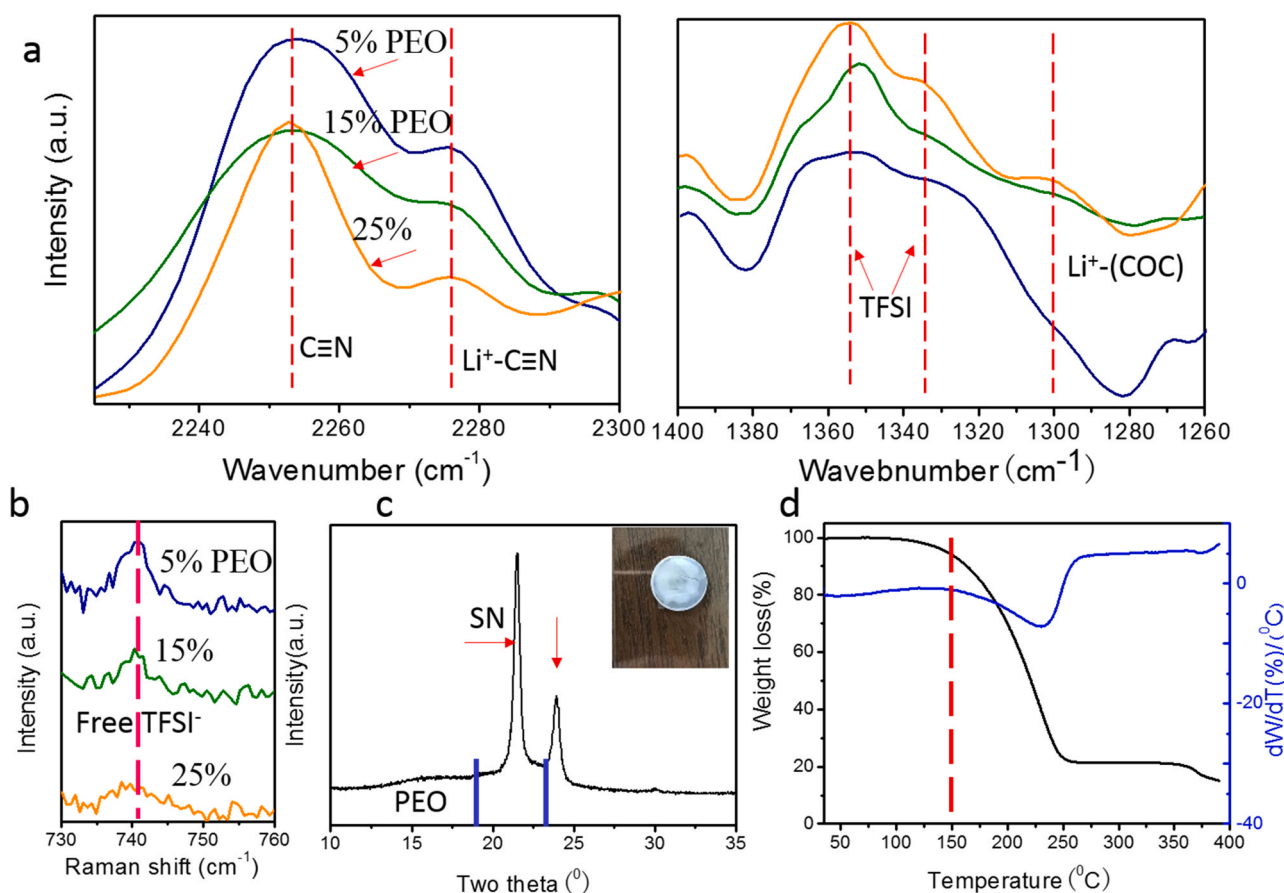 a
Intensity (a.u.)
5% PEO
15% PEO
25%
C≡N
Li⁺-C≡N
2240
2260
2280
2300
Wavenumber (cm⁻¹)
TFSI
Li⁺-(COC)
1400
1380
1360
1340
1320
1300
1280
1260
Wavebnumber (cm⁻¹)
b
Intensity(a.u.)
5% PEO
15%
Free TFSI⁻
25%
730
740
750
760
Raman shift (cm⁻¹)
c
Intensity(a.u.)
SN
PEO
10
15
20
25
30
35
Two theta (⁰)
d
Weight loss(%)
100
80
60
40
20
0
50
100
150
200
250
300
350
400
Temperature (⁰C)
0
-20
-40
dW/dT(%)/(⁰C)